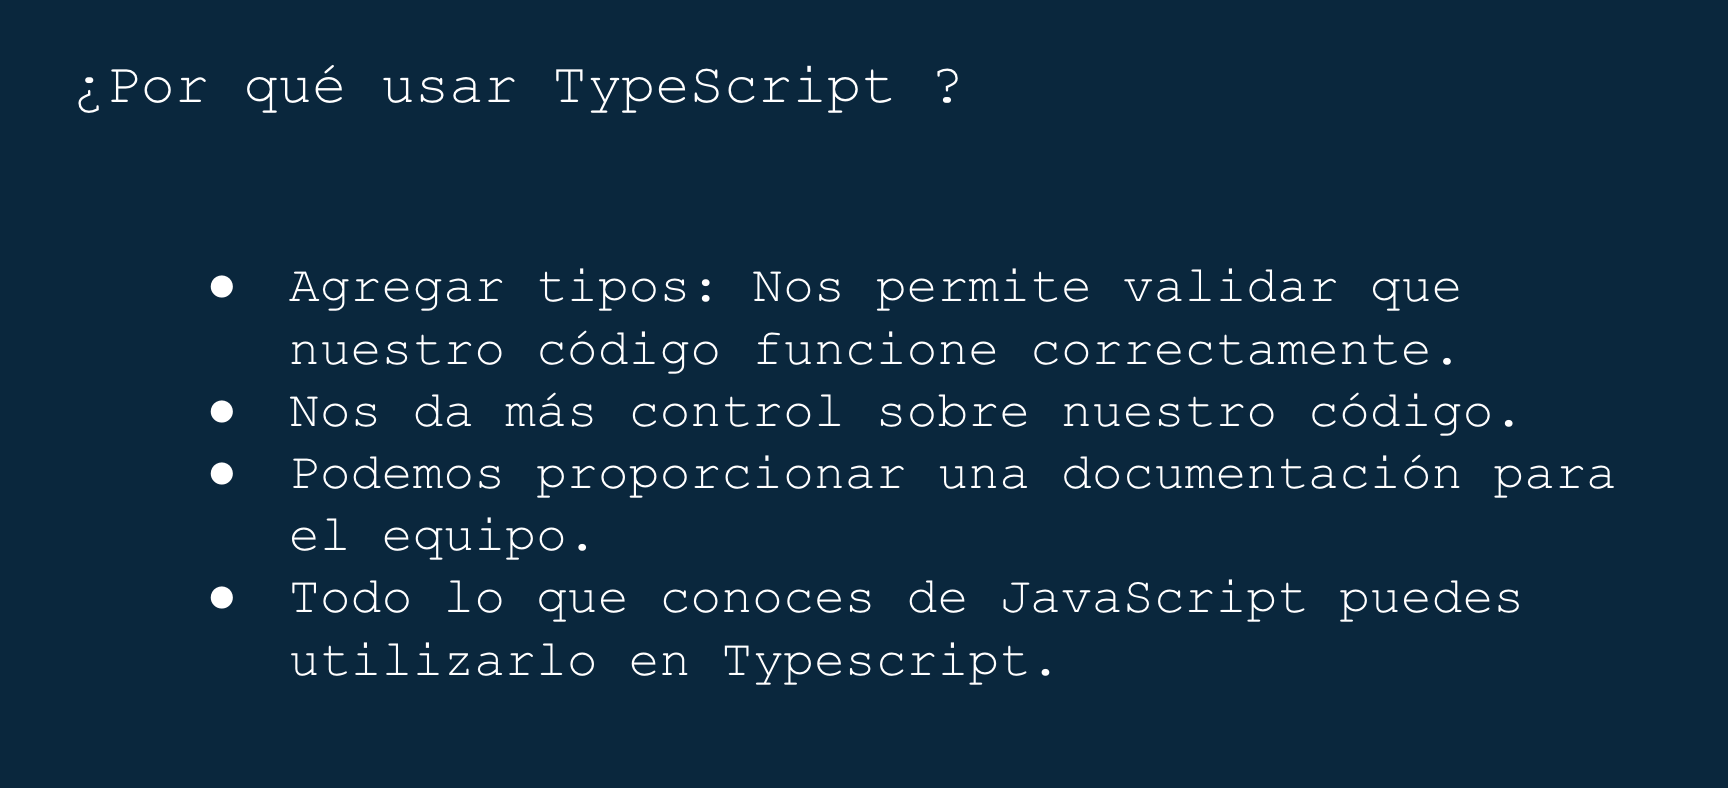 ¿Por qué usar TypeScript ?
● Agregar tipos: Nos permite validar que
nuestro código funcione correctamente.
● Nos da más control sobre nuestro código.
● Podemos proporcionar una documentación para
el equipo.
● Todo lo que conoces de JavaScript puedes
utilizarlo en Typescript.